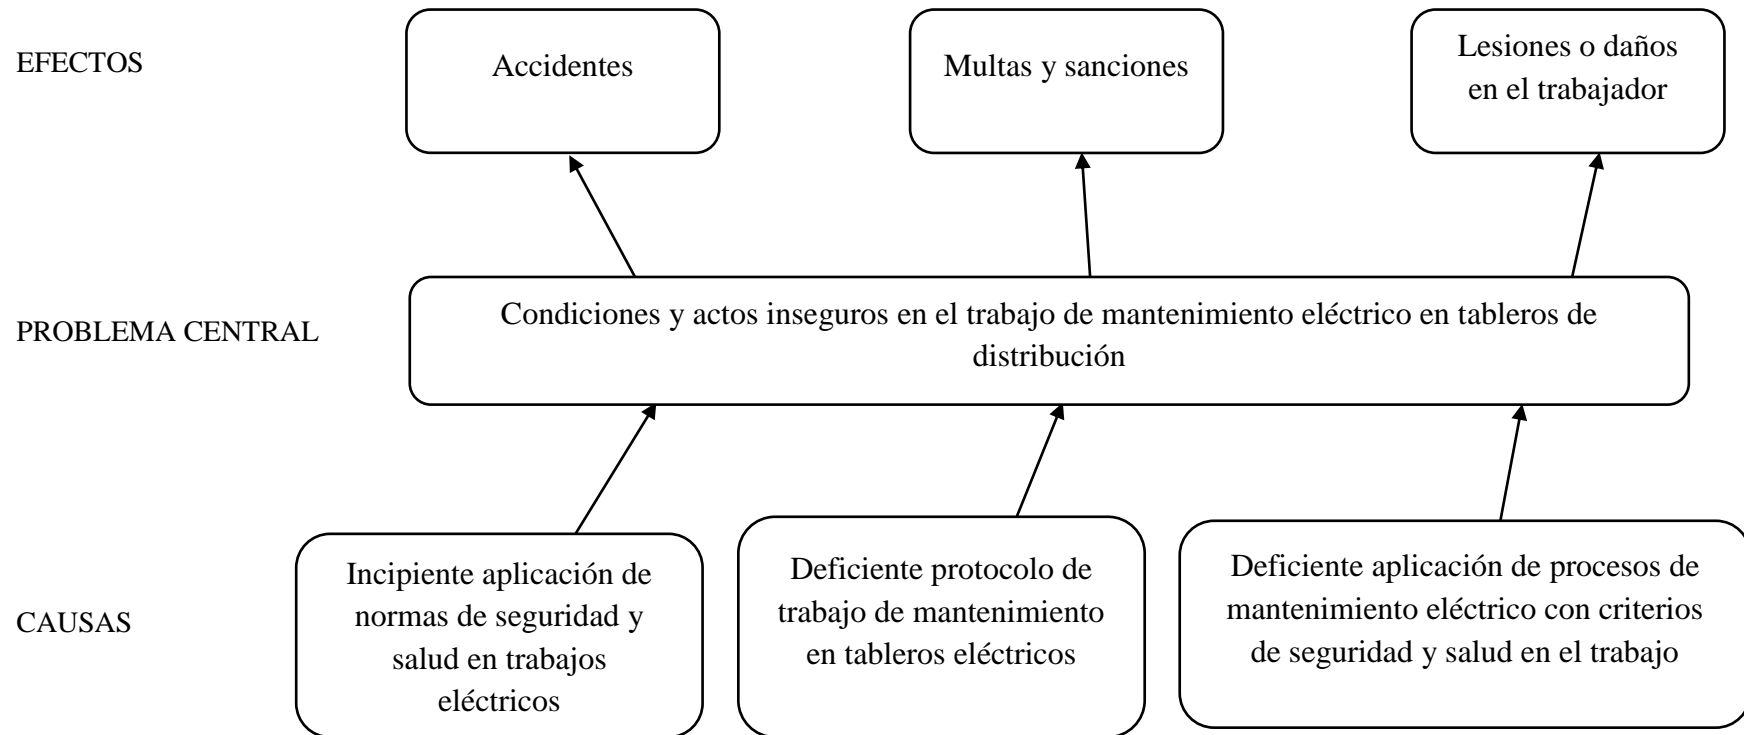 EFECTOS
Accidentes
Multas y sanciones
Lesiones o daños
en el trabajador
PROBLEMA CENTRAL
Condiciones y actos inseguros en el trabajo de mantenimiento eléctrico en tableros de
distribución
CAUSAS
Incipiente aplicación de
normas de seguridad y
salud en trabajos
eléctricos
Deficiente protocolo de
trabajo de mantenimiento
en tableros eléctricos
Deficiente aplicación de procesos de
mantenimiento eléctrico con criterios
de seguridad y salud en el trabajo